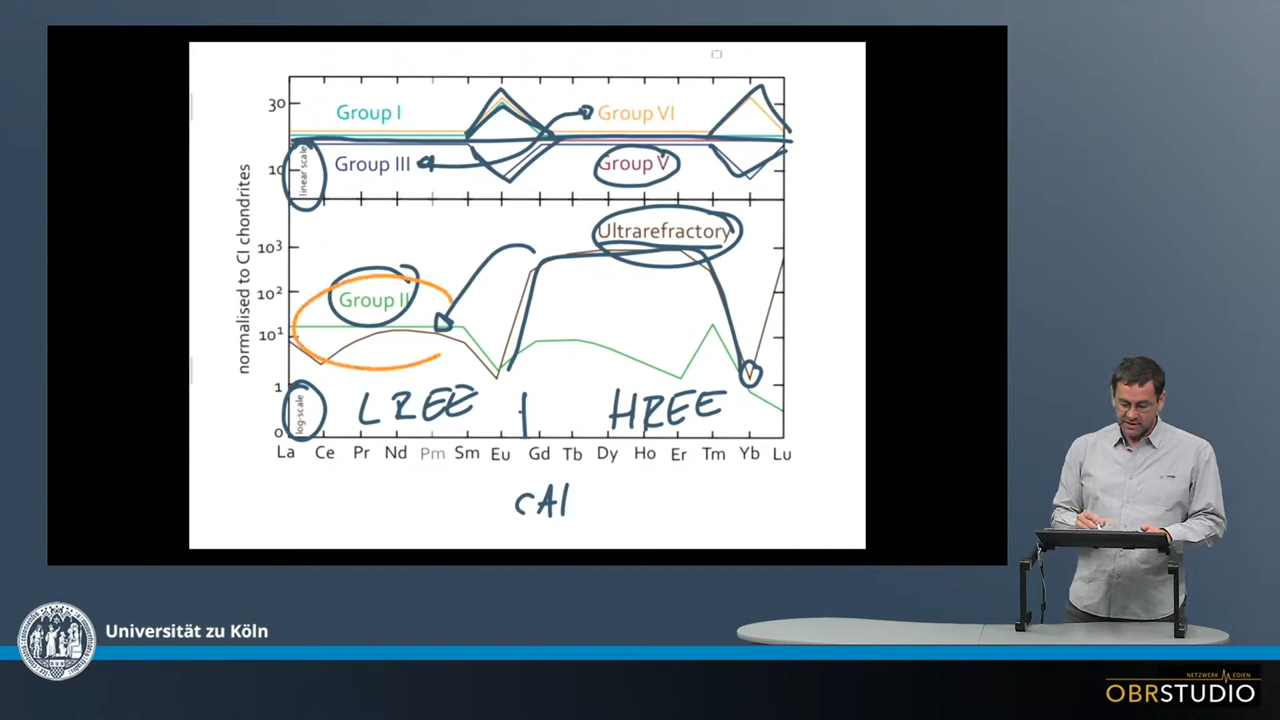 30
Group I
Group VI
linear scale
Group III
Group V
10
normalised to CI chondrites
Ultrarefractory
10³
10²
Group II
10¹
1
log-scale
LREE | HREE
0
La Ce Pr Nd Pm Sm Eu Gd Tb Dy Ho Er Tm Yb Lu
CAI
Universität zu Köln
NETZWERK MEDIEN
OBRSTUDIO